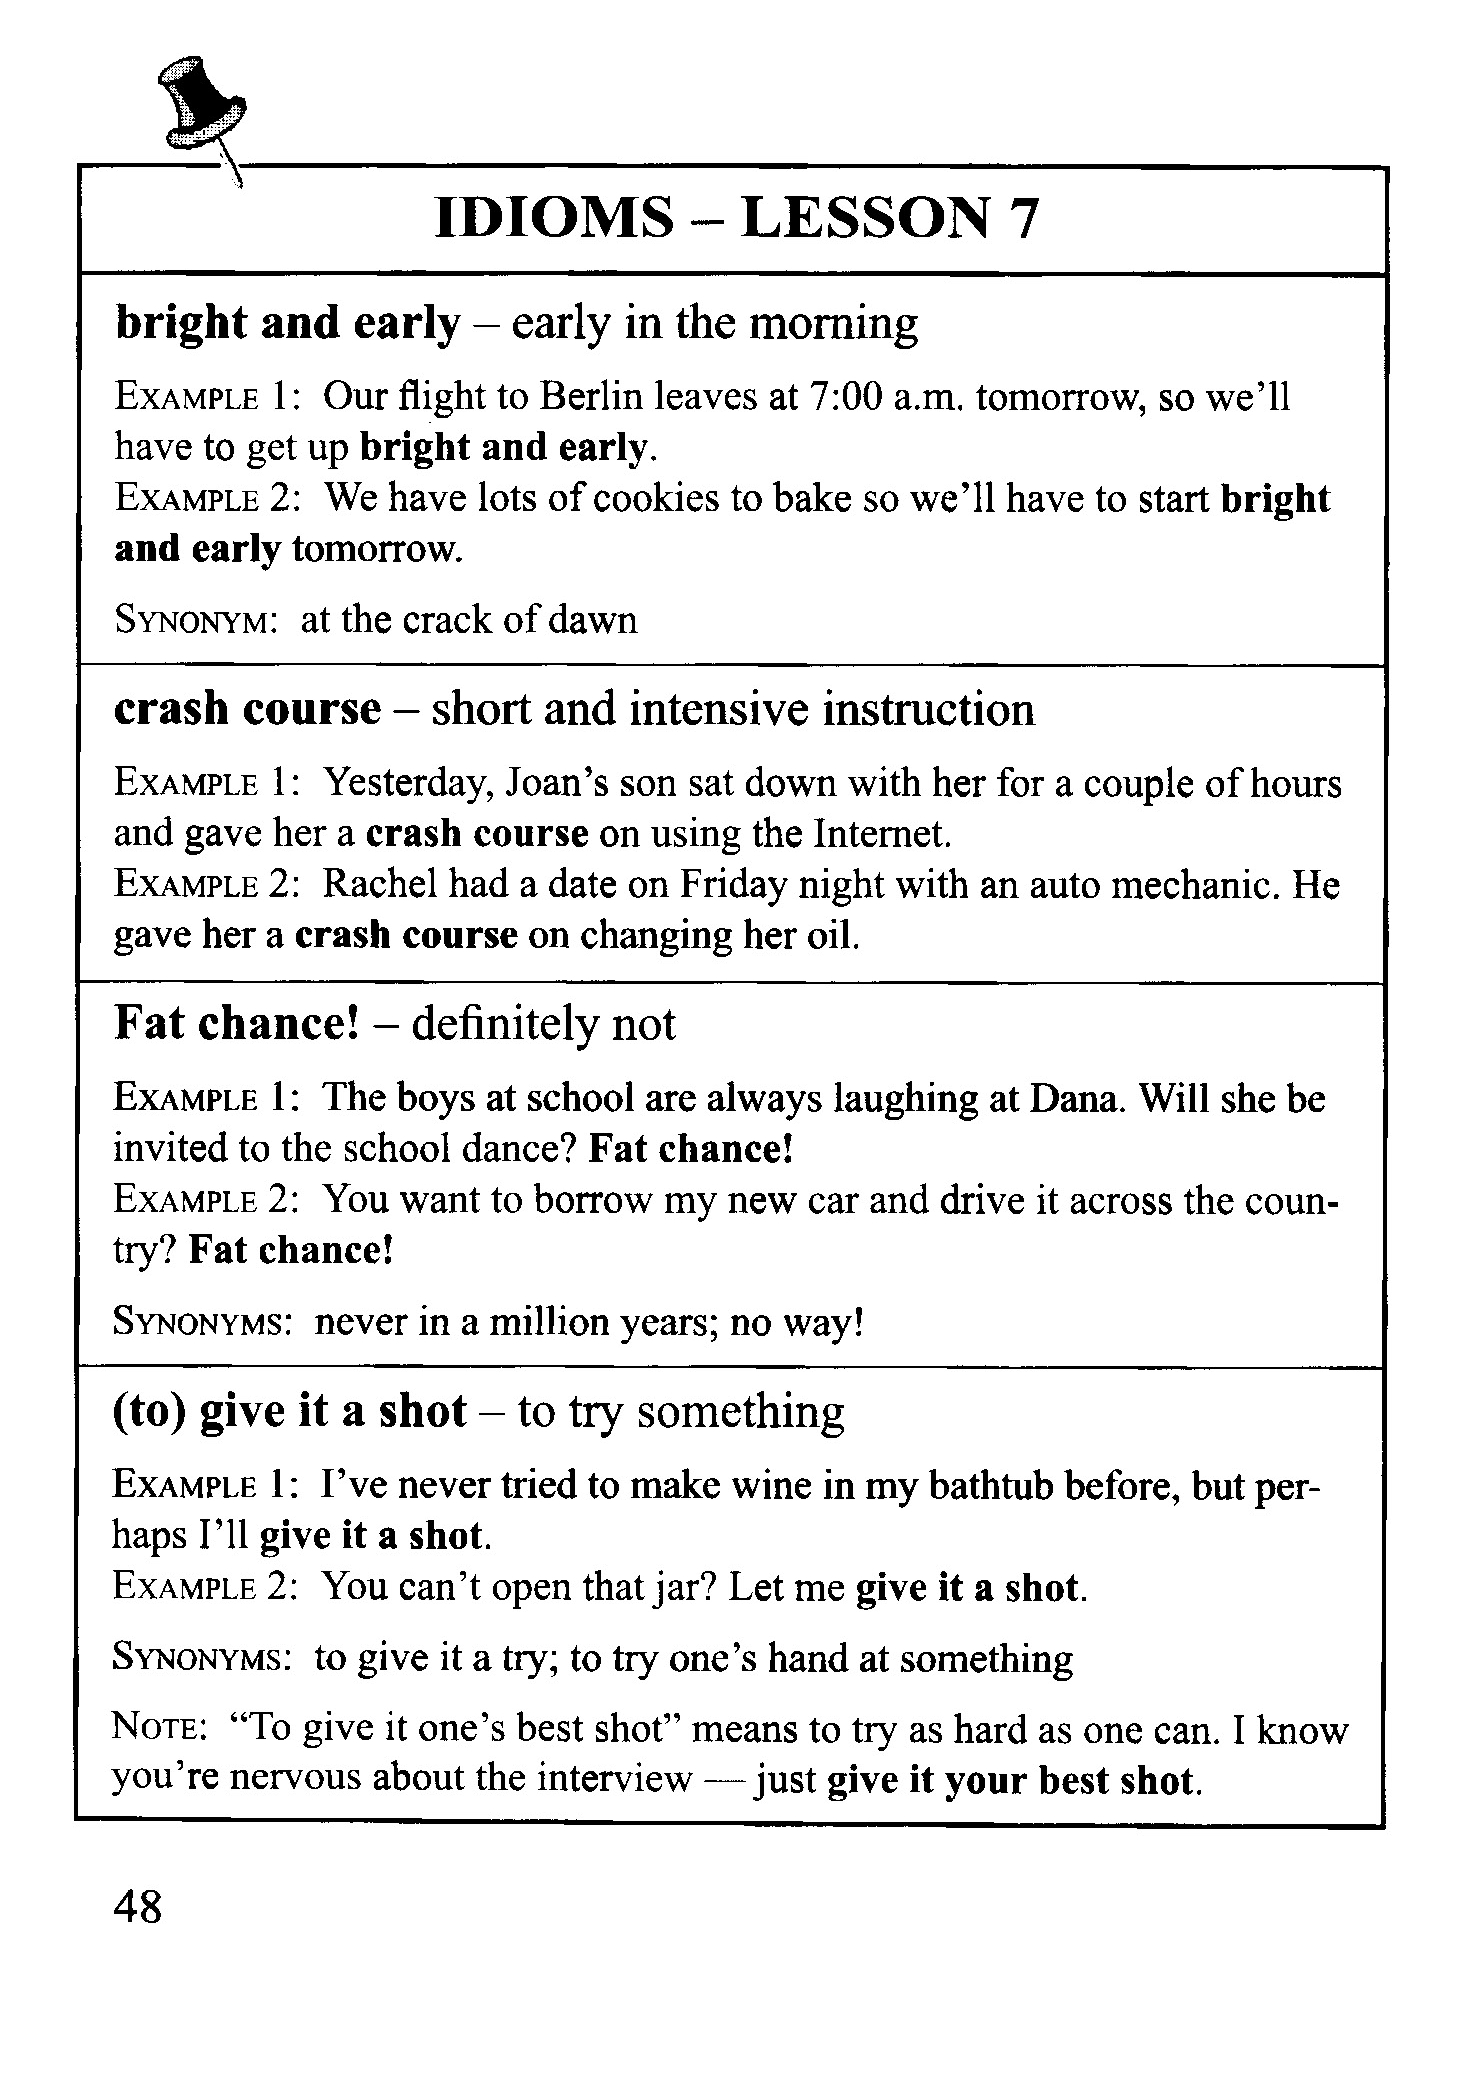 IDIOMS – LESSON 7
bright and early – early in the morning
EXAMPLE 1: Our flight to Berlin leaves at 7:00 a.m. tomorrow, so we'll
have to get up bright and early.
EXAMPLE 2: We have lots of cookies to bake so we'll have to start bright
and early tomorrow.
SYNONYM: at the crack of dawn
crash course – short and intensive instruction
EXAMPLE 1: Yesterday, Joan's son sat down with her for a couple of hours
and gave her a crash course on using the Internet.
EXAMPLE 2: Rachel had a date on Friday night with an auto mechanic. He
gave her a crash course on changing her oil.
Fat chance! – definitely not
EXAMPLE 1: The boys at school are always laughing at Dana. Will she be
invited to the school dance? Fat chance!
EXAMPLE 2: You want to borrow my new car and drive it across the coun-
try? Fat chance!
SYNONYMS: never in a million years; no way!
(to) give it a shot – to try something
EXAMPLE 1: I've never tried to make wine in my bathtub before, but per-
haps I'll give it a shot.
EXAMPLE 2: You can't open that jar? Let me give it a shot.
SYNONYMS: to give it a try; to try one's hand at something
NOTE: "To give it one's best shot" means to try as hard as one can. I know
you're nervous about the interview — just give it your best shot.
48